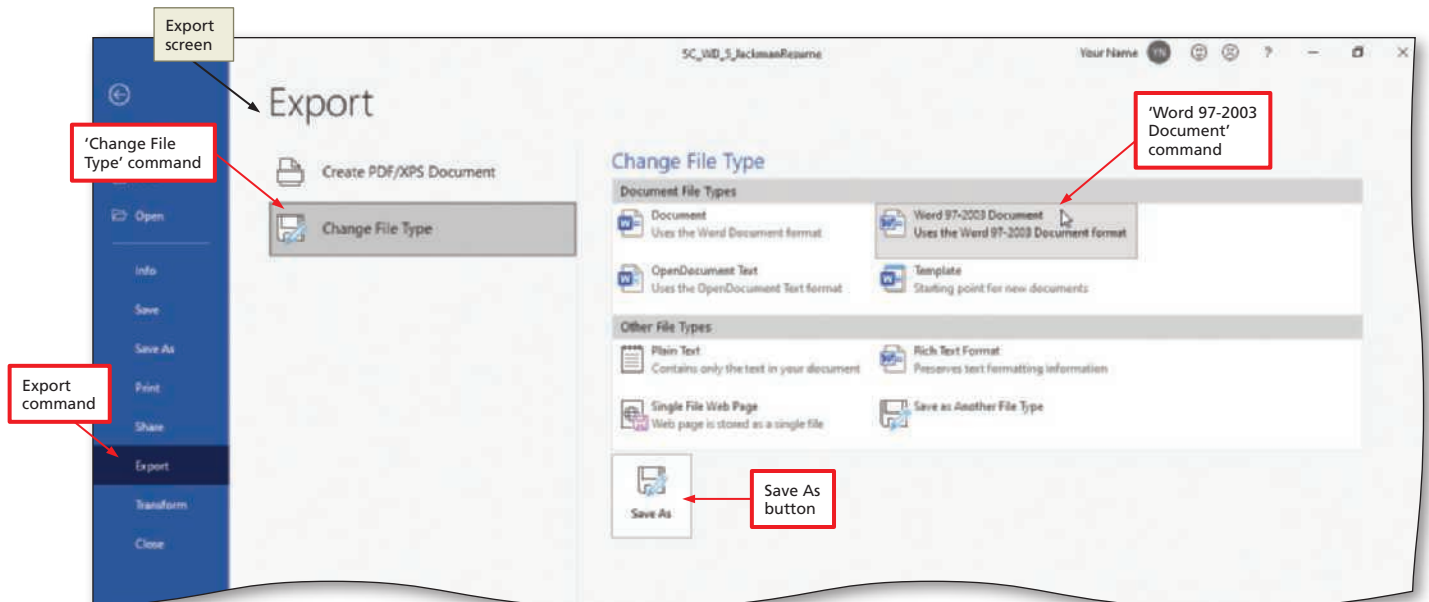 Export
screen
SC_WD_5_JackmanResume
Your Name
YN
?
Export
'Change File
Type' command
'Word 97-2003
Document'
command
Open
Info
Save
Save As
Print
Share
Export
Transform
Close
Export
command
Create PDF/XPS Document
Change File Type
Change File Type
Document File Types
Document
Uses the Word Document format
Word 97-2003 Document
Uses the Word 97-2003 Document format
OpenDocument Text
Uses the OpenDocument Text format
Template
Starting point for new documents
Other File Types
Plain Text
Contains only the text in your document
Rich Text Format
Preserves text formatting information
Single File Web Page
Web page is stored as a single file
Save as Another File Type
Save As
Save As
button